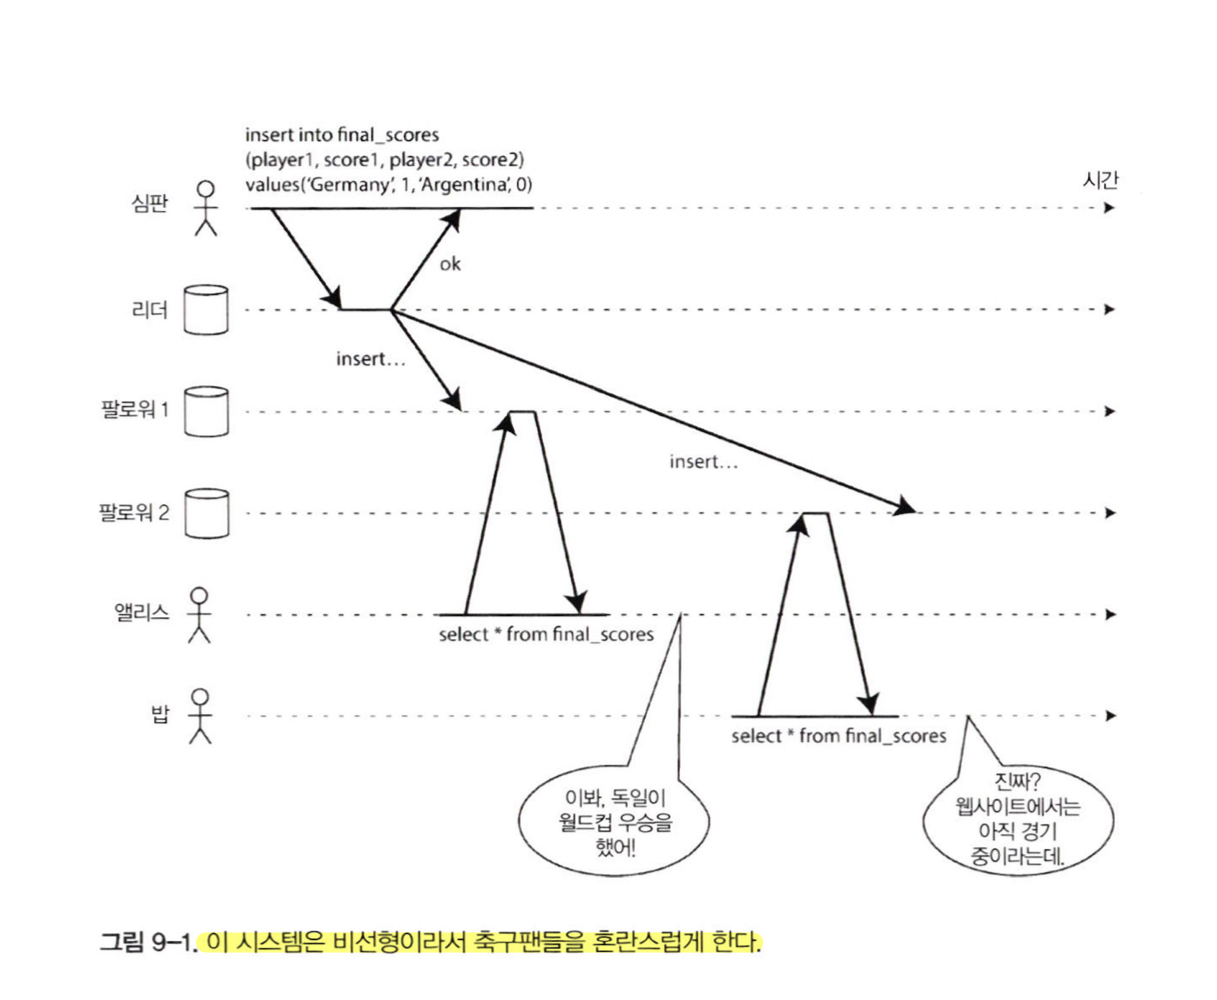 insert into final_scores
(player1, score1, player2, score2)
values('Germany', 1, 'Argentina', 0)
시간
심판
ok
리더
insert...
팔로워 1
insert...
팔로워 2
앨리스
select * from final_scores
밥
select * from final_scores
이봐, 독일이
월드컵 우승을
했어!
진짜?
웹사이트에서는
아직 경기
중이라는데.
그림 9-1. 이 시스템은 비선형이라서 축구팬들을 혼란스럽게 한다.